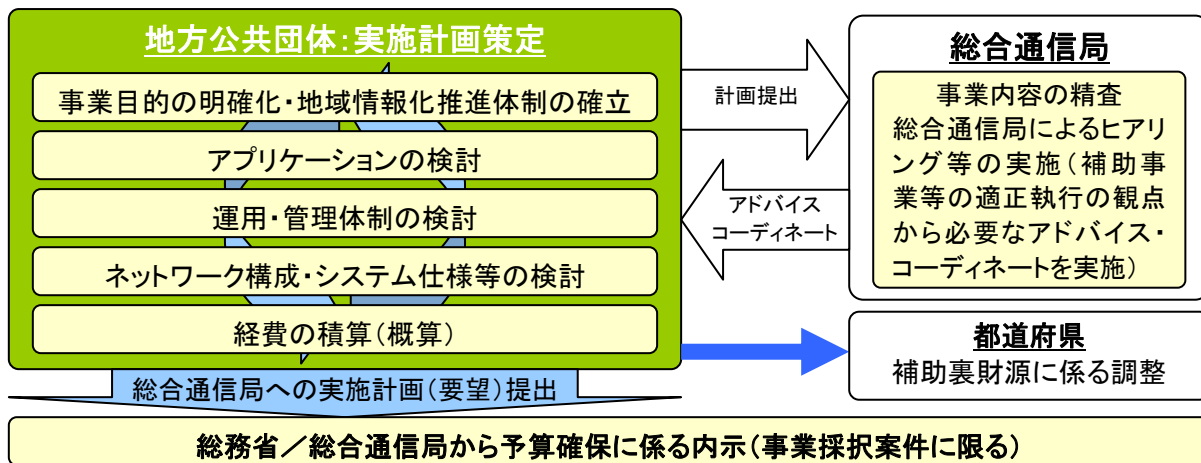 地方公共団体:実施計画策定
事業目的の明確化・地域情報化推進体制の確立
アプリケーションの検討
運用・管理体制の検討
ネットワーク構成・システム仕様等の検討
経費の積算(概算)
総合通信局への実施計画(要望)提出
計画提出
アドバイス
コーディネート
総合通信局
事業内容の精査
総合通信局によるヒアリ
ング等の実施(補助事
業等の適正執行の観点
から必要なアドバイス・
コーディネートを実施)
都道府県
補助裏財源に係る調整
総務省/総合通信局から予算確保に係る内示(事業採択案件に限る)